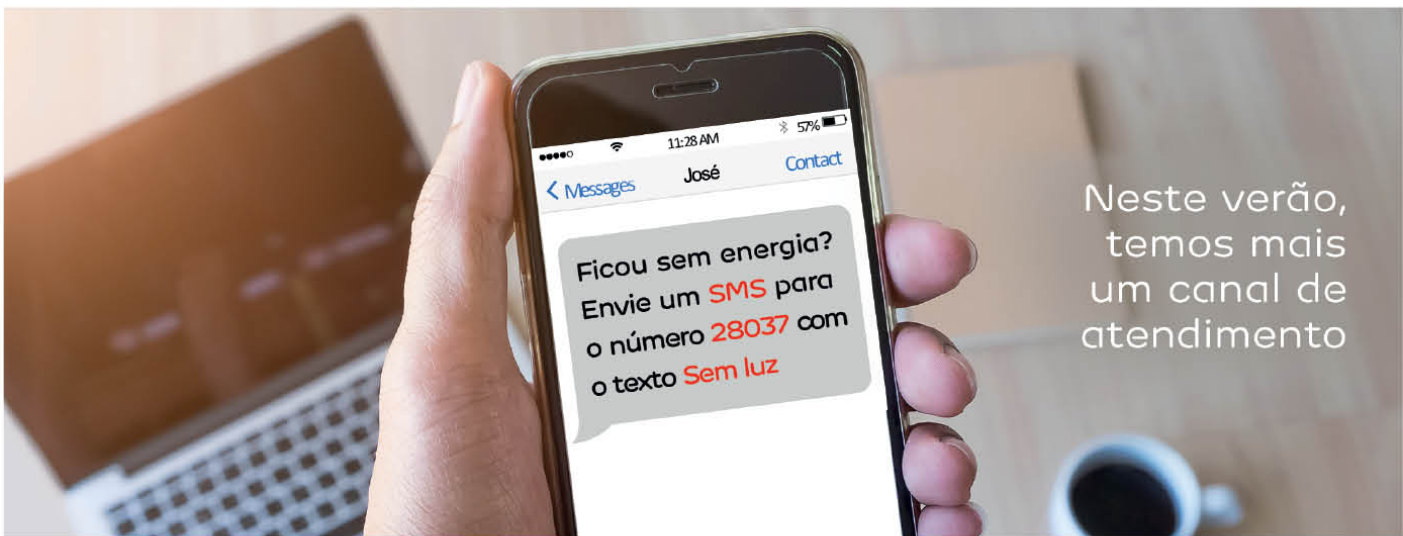 11:28 AM
57%
Messages
José
Contact
Ficou sem energia?
Envie um SMS para
o número 28037 com
o texto Sem luz
Neste verão,
temos mais
um canal de
atendimento